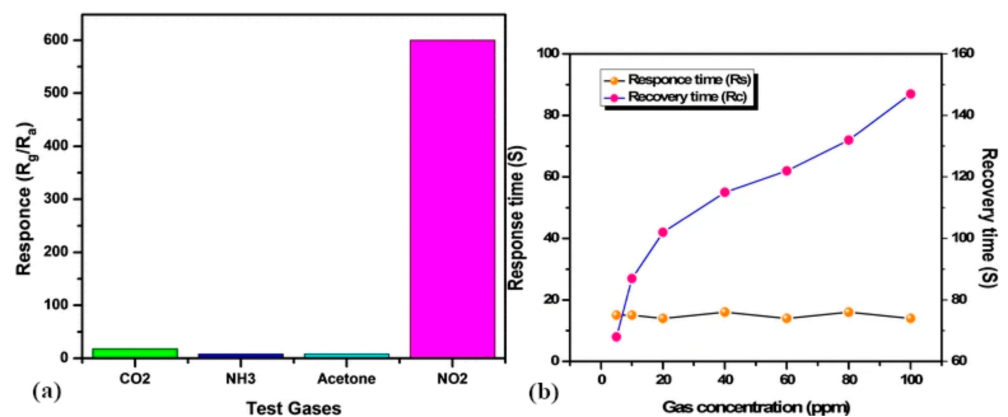 600
500
400
300
200
100
0
Responce (Rg/Ra)
CO2 NH3 Acetone NO2
Test Gases
(a)
100
80
60
40
20
0
Response time (S)
Responce time (Rs)
Recovery time (Rc)
160
140
120
100
80
60
Recovery time (S)
0 20 40 60 80 100
Gas concentration (ppm)
(b)